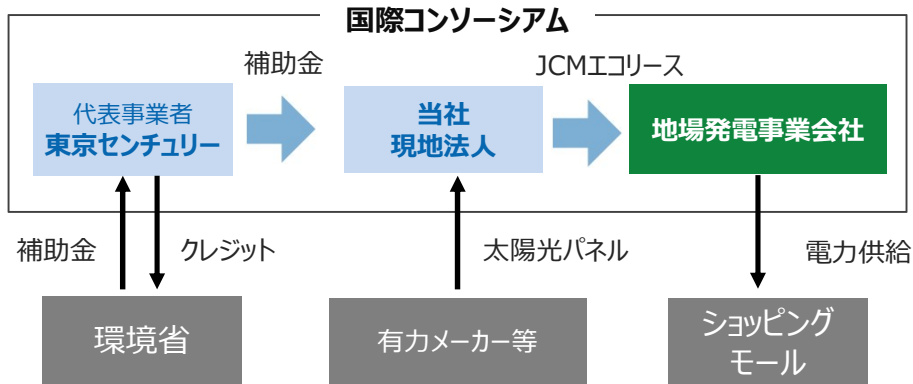 国際コンソーシアム
補助金
JCMエコリース
代表事業者
東京センチュリー
当社
現地法人
地場発電事業会社
補助金
クレジット
太陽光パネル
電力供給
環境省
有力メーカー等
ショッピング
モール